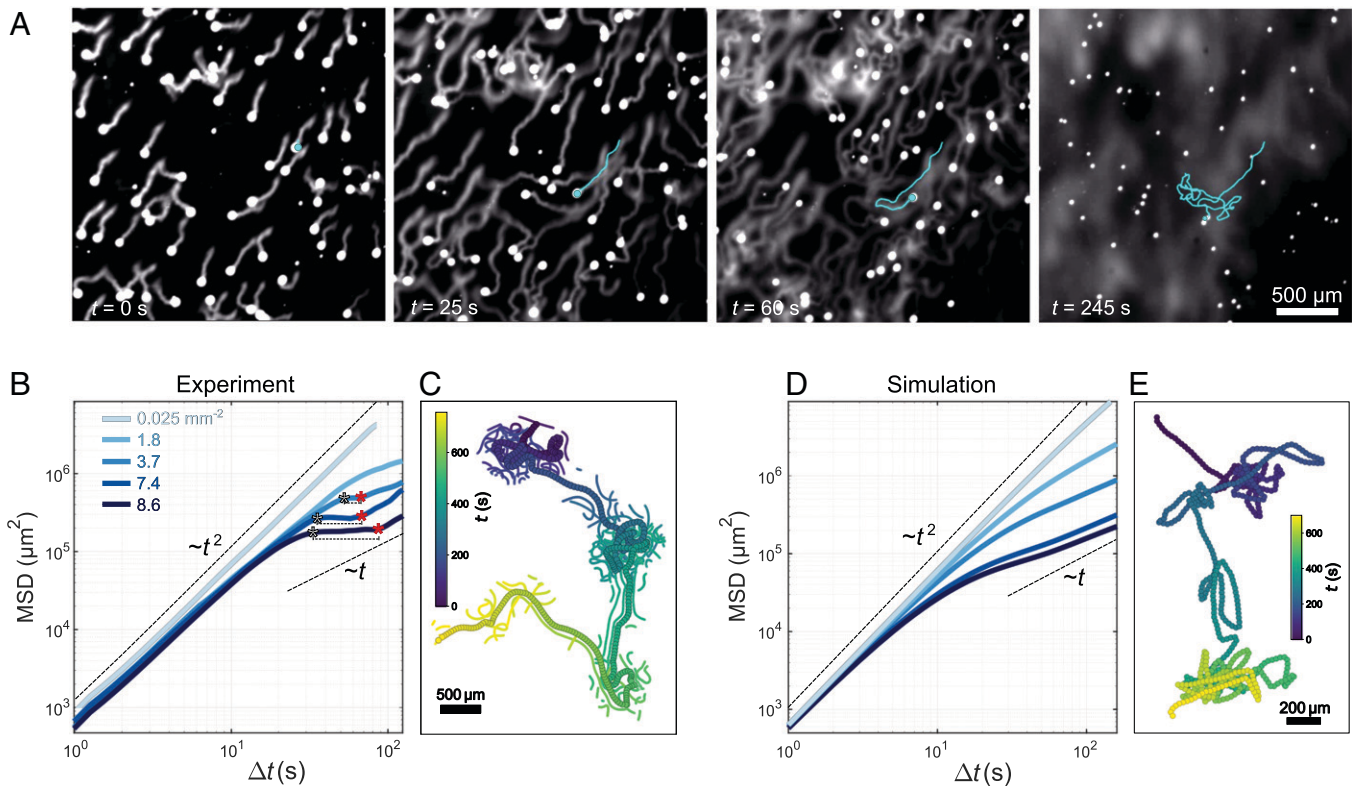 A
t = 0 s
t = 25 s
t = 60 s
t = 245 s
500 µm
B
Experiment
C
D
Simulation
E
MSD (µm²)
10⁶
10⁵
10⁴
10³
10⁰
10¹
10²
Δt (s)
0.025 mm⁻²
1.8
3.7
7.4
8.6
~t²
~t
*
*
*
*
*
*
t (s)
600
400
200
0
500 µm
MSD (µm²)
10⁶
10⁵
10⁴
10³
10⁰
10¹
10²
Δt (s)
~t²
~t
t (s)
600
400
200
0
200 µm